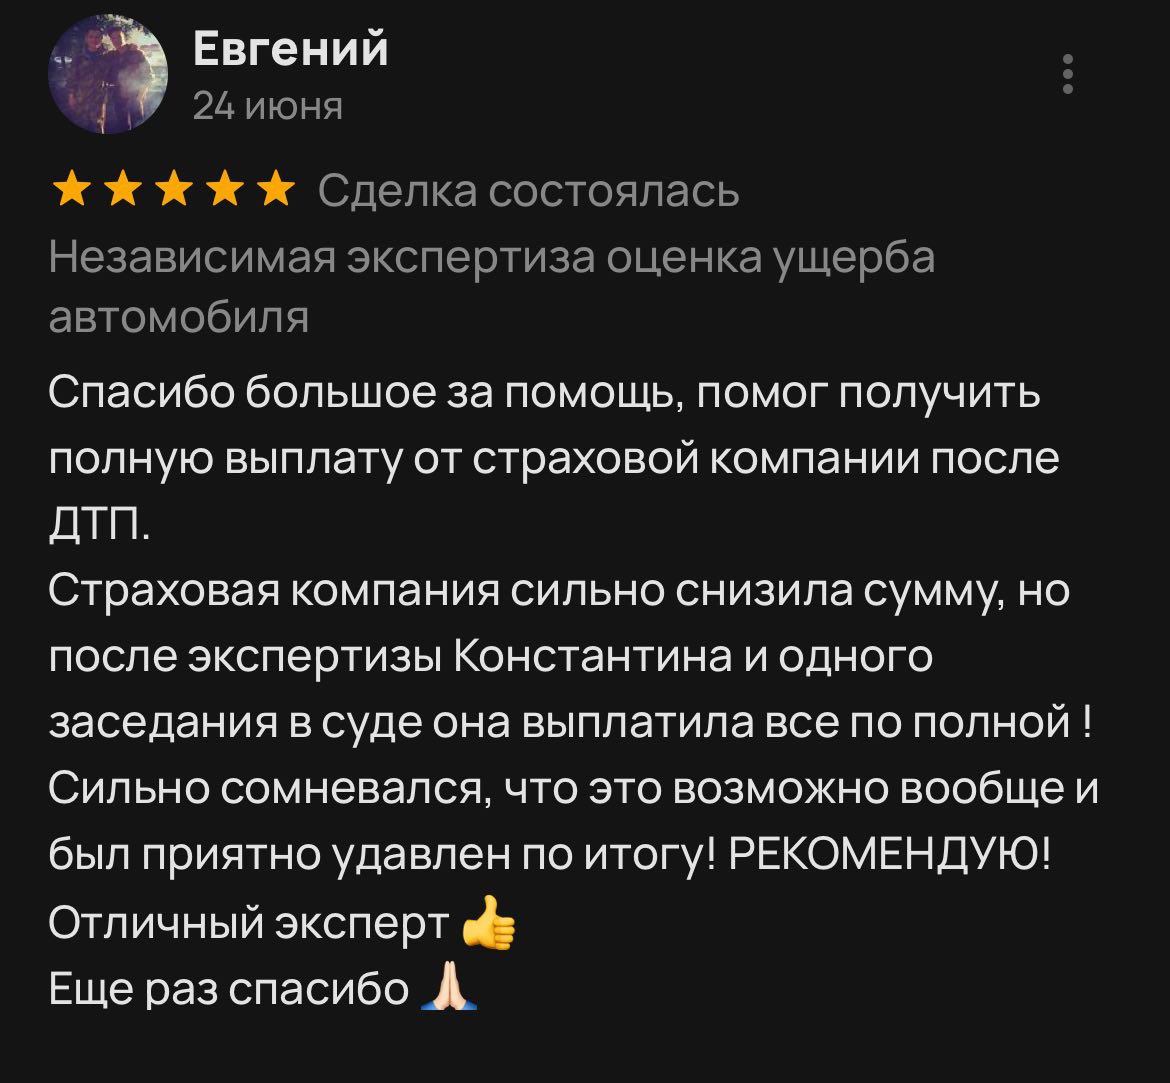 Евгений
24 июня
Сделка состоялась
Независимая экспертиза оценка ущерба
автомобиля
Спасибо большое за помощь, помог получить
полную выплату от страховой компании после
ДТП.
Страховая компания сильно снизила сумму, но
после экспертизы Константина и одного
заседания в суде она выплатила все по полной !
Сильно сомневался, что это возможно вообще и
был приятно удавлен по итогу! РЕКОМЕНДУЮ!
Отличный эксперт 👍
Еще раз спасибо 🙏🏻